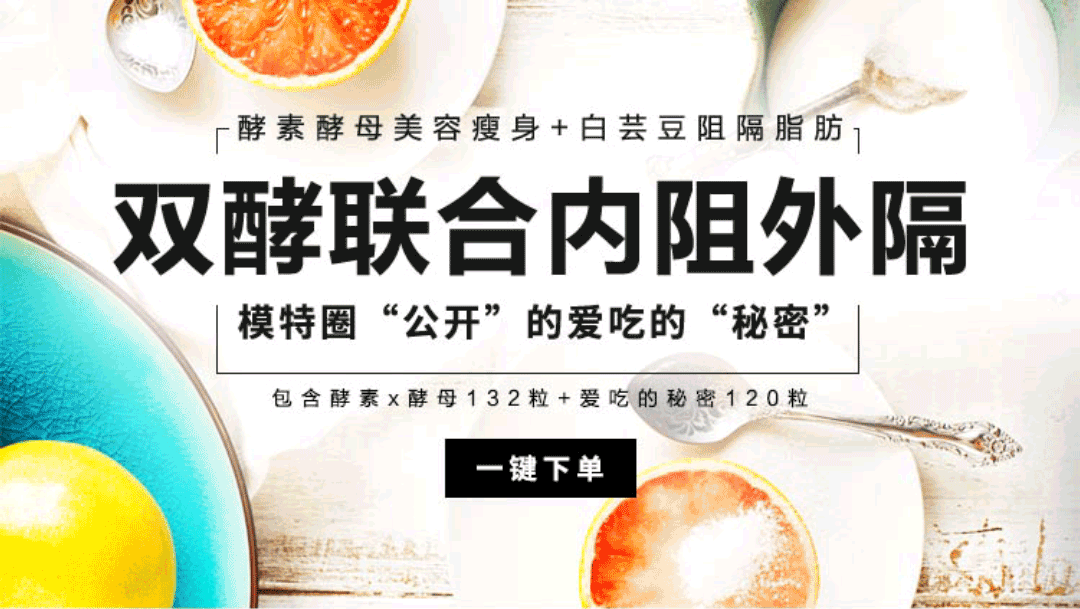 酵素酵母美容瘦身+白芸豆阻隔脂肪
双酵联合内阻外隔
模特圈“公开”的爱吃的“秘密”
包含酵素x酵母132粒+爱吃的秘密120粒
一键下单